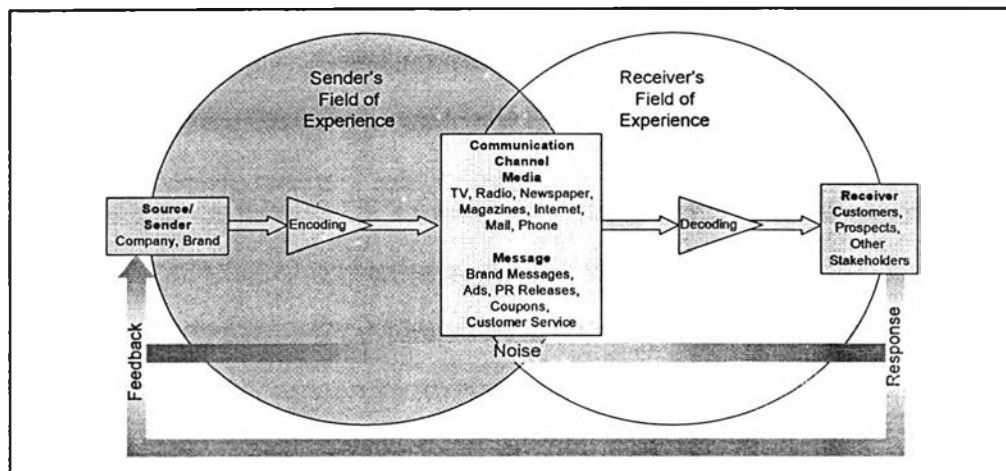 Sender's
Field of
Experience
Receiver's
Field of
Experience
Source/
Sender
Company, Brand
Encoding
Communication
Channel
Media
TV, Radio, Newspaper,
Magazines, Internet,
Mail, Phone
Message
Brand Messages,
Ads, PR Releases,
Coupons,
Customer Service
Decoding
Receiver
Customers,
Prospects,
Other
Stakeholders
Noise
Feedback
Response